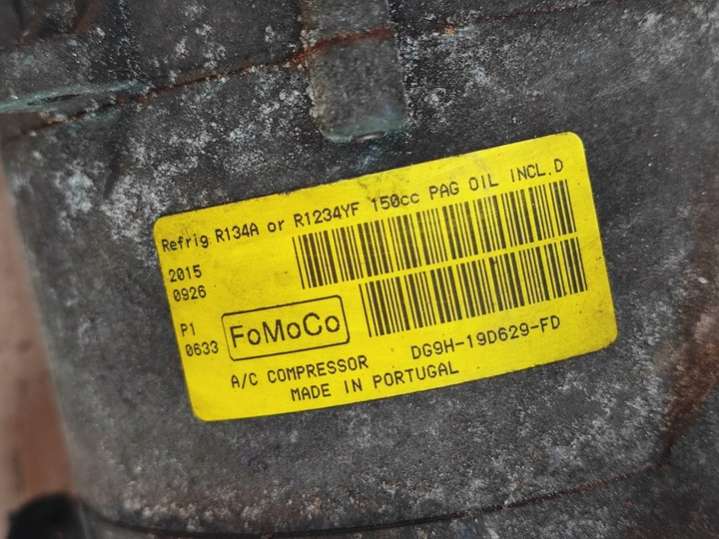 Refrig R134A or R1234YF 150cc PAG OIL INCL.D
2015
0926
P1
0633
FoMoCo
A/C COMPRESSOR DG9H-19D629-FD
MADE IN PORTUGAL